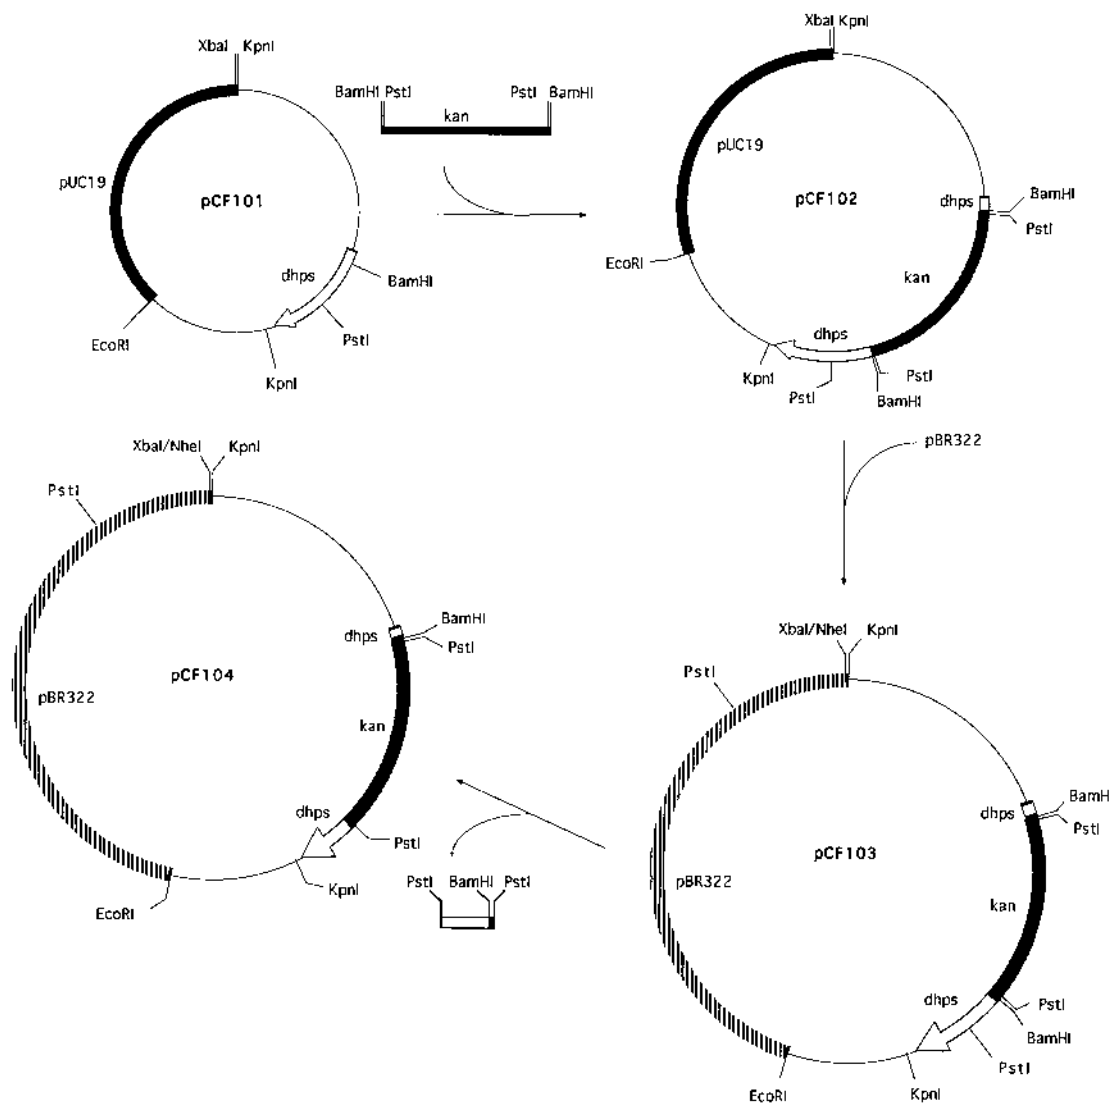 XbaI KpnI
pUC19
pCF101
dhps
BamHI
PstI
KpnI
EcoRI
BamHI PstI
kan
PstI BamHI
XbaI KpnI
pUC19
pCF102
dhps
BamHI
PstI
kan
EcoRI
dhps
KpnI
PstI
PstI
BamHI
pBR322
XbaI/NheI KpnI
PstI
pCF103
pBR322
dhps
BamH
PstI
kan
dhps
PstI
BamHI
PstI
KpnI
EcoRI
PstI BamHI PstI
XbaI/NheI KpnI
PstI
pCF104
pBR322
dhps
BamHI
PstI
kan
dhps
PstI
KpnI
EcoRI